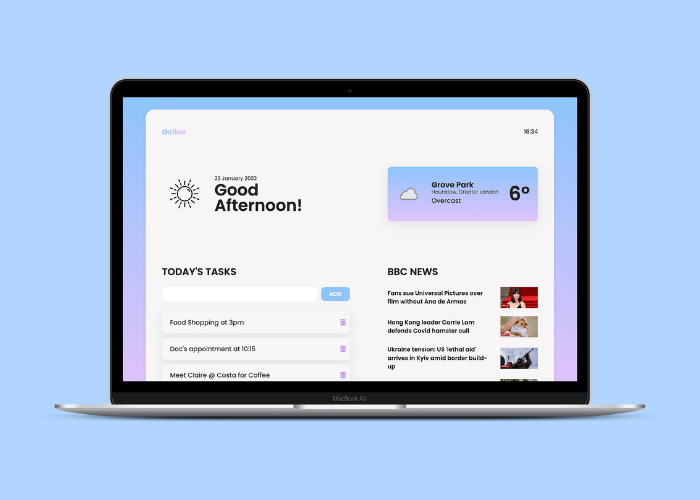 dailee
16:34
23 January 2022
Good
Afternoon!
Grove Park
Hounslow, Greater London
Overcast
6°
TODAY'S TASKS
ADD
Food Shopping at 3pm
Doc's appointment at 10:15
Meet Claire @ Costa for Coffee
BBC NEWS
Fans sue Universal Pictures over
film without Ana de Armas
Hong Kong leader Carrie Lam
defends Covid hamster cull
Ukraine tension: US 'lethal aid'
arrives in Kyiv amid border build-
up
MacBook Air